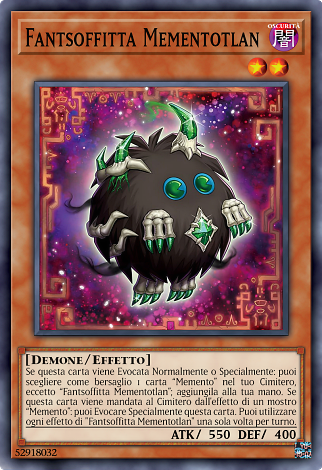 Fantsoffitta Mementotlan
OSCURITÀ
闇
[Demone/Effetto]
Se questa carta viene Evocata Normalmente o Specialmente: puoi
scegliere come bersaglio 1 carta "Memento" nel tuo Cimitero,
eccetto "Fantsoffitta Mementotlan"; aggiungila alla tua mano. Se
questa carta viene mandata al Cimitero dall'effetto di un mostro
"Memento": puoi Evocare Specialmente questa carta. Puoi utilizzare
ogni effetto di "Fantsoffitta Mementotlan" una sola volta per turno.
ATK/ 550 DEF/ 400
52918032